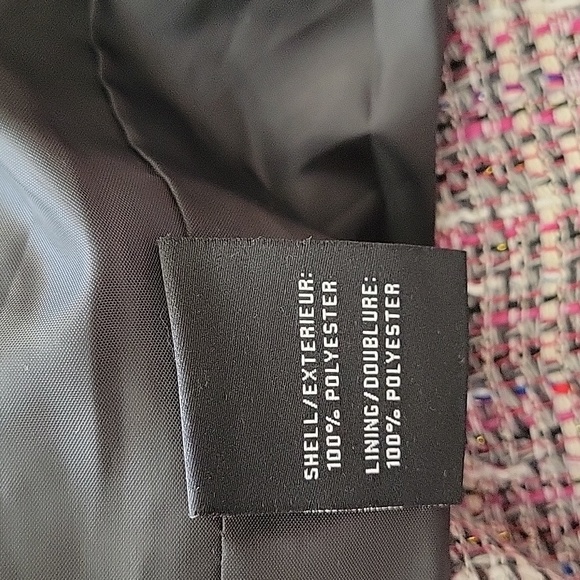 SHELL/EXTERIEUR:
100% POLYESTER
LINING/DOUBLURE:
100% POLYESTER